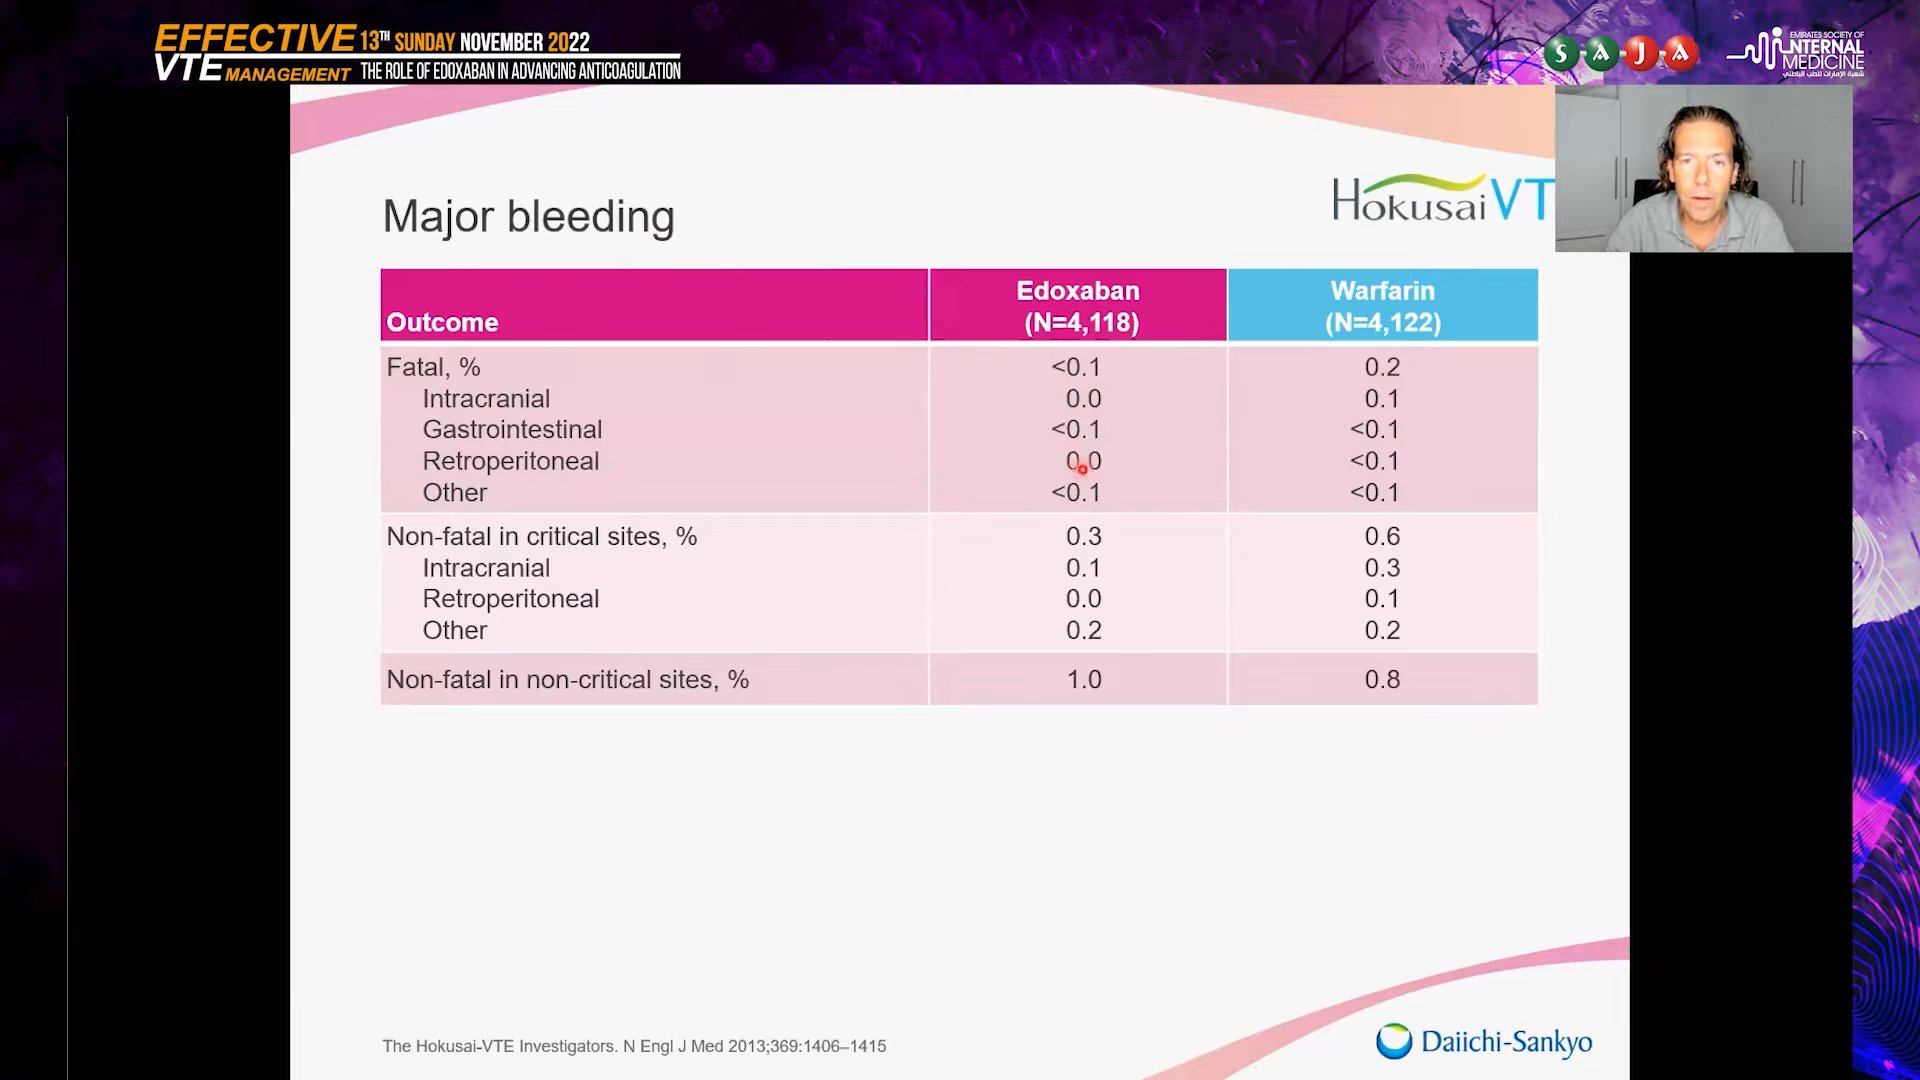 EFFECTIVE 13TH SUNDAY NOVEMBER 2022
VTE MANAGEMENT THE ROLE OF EDOXABAN IN ADVANCING ANTICOAGULATION
S A J A
EMIRATES SOCIETY OF
INTERNAL
MEDICINE
شعبة الإمارات للطب الباطني
Hokusai VT
Major bleeding
Outcome Edoxaban (N=4,118) Warfarin (N=4,122)
Fatal, % <0.1 0.2
Intracranial 0.0 0.1
Gastrointestinal <0.1 <0.1
Retroperitoneal 0.0 <0.1
Other <0.1 <0.1
Non-fatal in critical sites, % 0.3 0.6
Intracranial 0.1 0.3
Retroperitoneal 0.0 0.1
Other 0.2 0.2
Non-fatal in non-critical sites, % 1.0 0.8
The Hokusai-VTE Investigators. N Engl J Med 2013;369:1406–1415
Daiichi-Sankyo